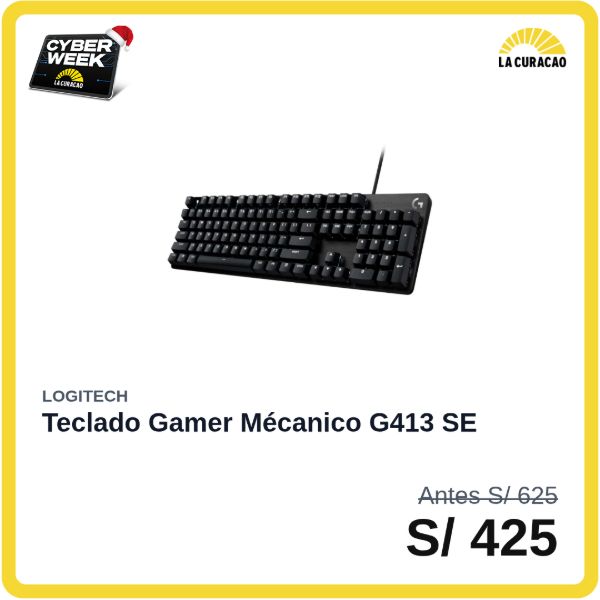 CYBER
WEEK
LA CURACAO
LA CURACAO
LOGITECH
Teclado Gamer Mécanico G413 SE
Antes S/ 625
S/ 425